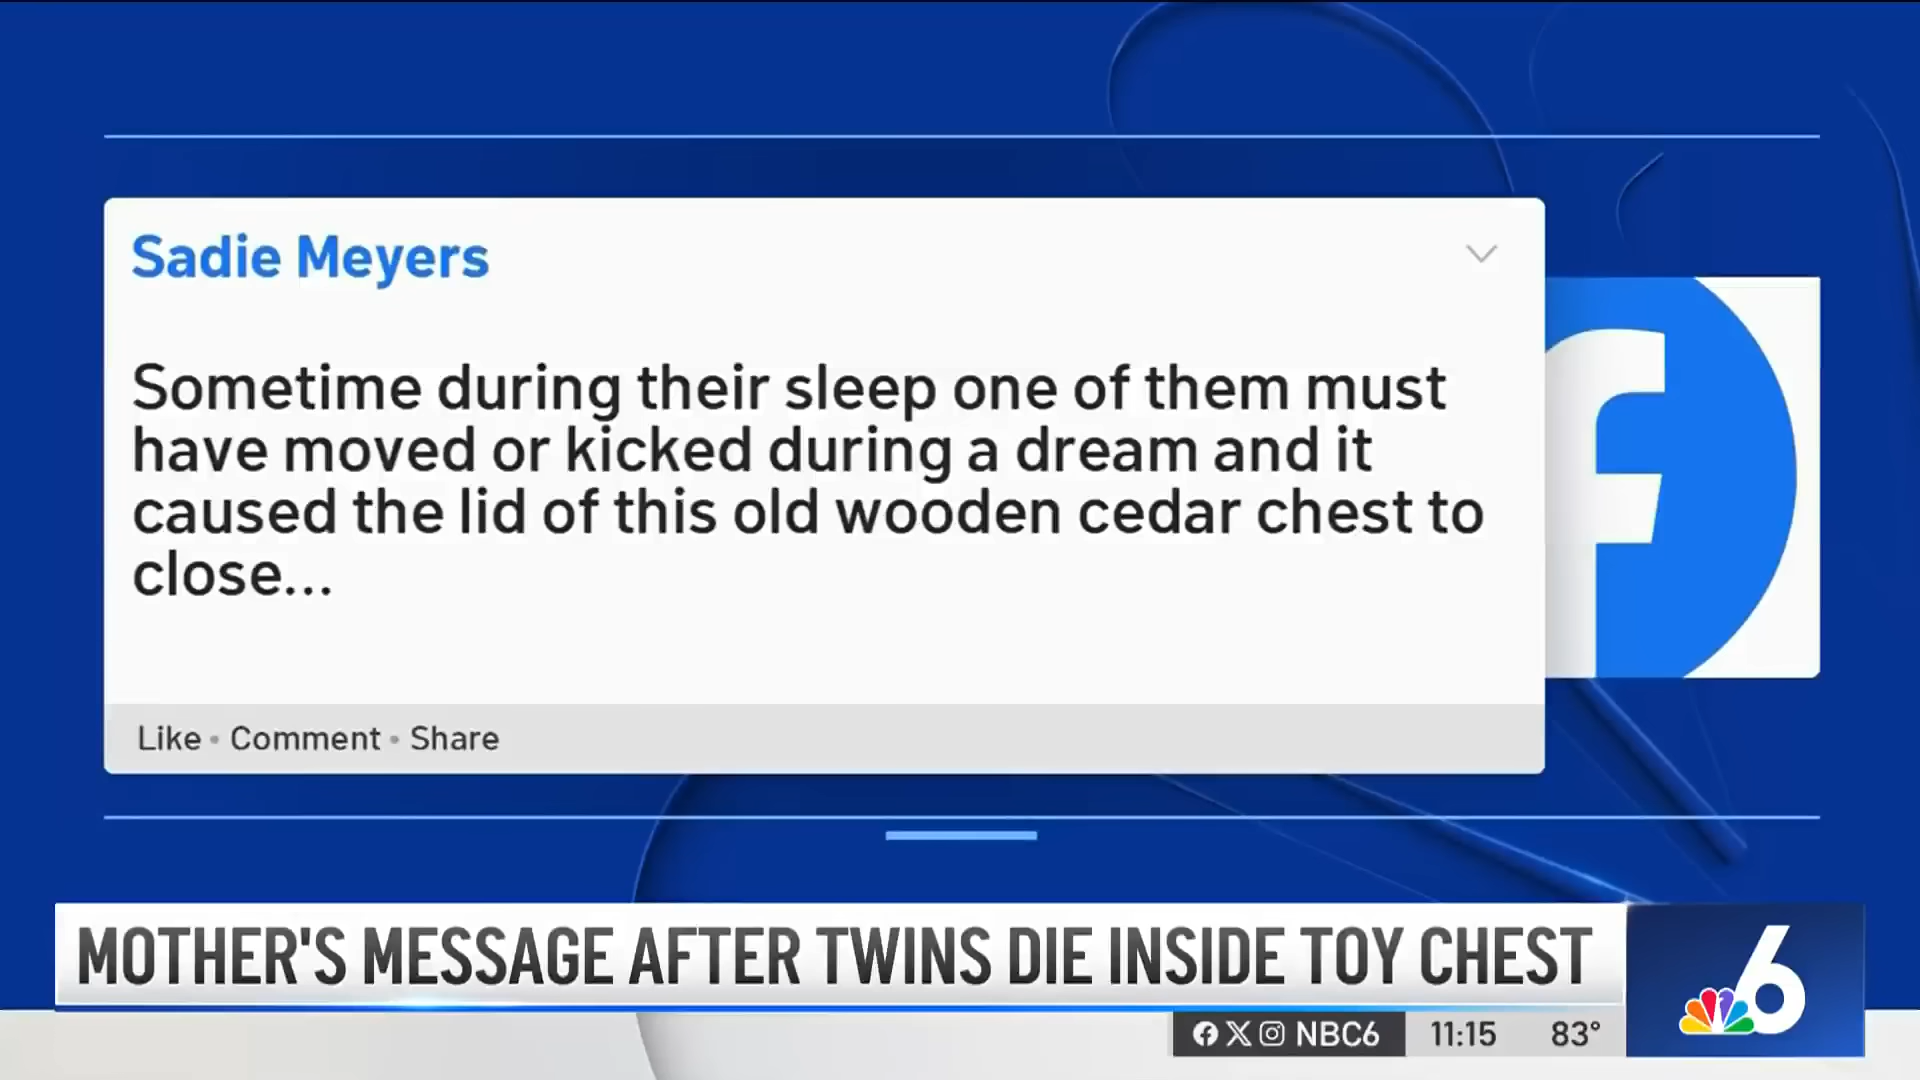 Sadie Meyers
Sometime during their sleep one of them must
have moved or kicked during a dream and it
caused the lid of this old wooden cedar chest to
close...
Like • Comment • Share
MOTHER'S MESSAGE AFTER TWINS DIE INSIDE TOY CHEST
6
NBC6 11:15 83°